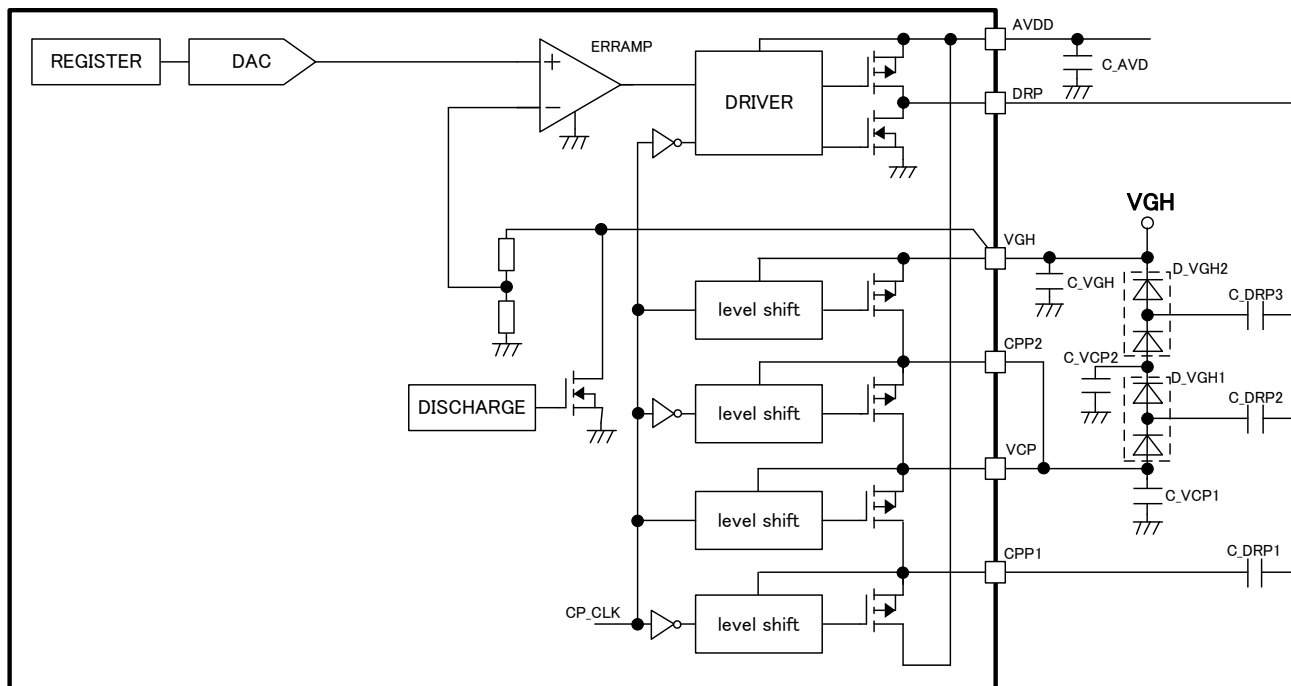 AVDD
ERRAMP
REGISTER
DAC
DRIVER
C_AVD
DRP
VGH
VGH
D_VGH2
C_VGH
C_DRP3
level shift
CPP2
C_VCP2
D_VGH1
DISCHARGE
level shift
C_DRP2
VCP
C_VCP1
level shift
CPP1
C_DRP1
CP_CLK
level shift